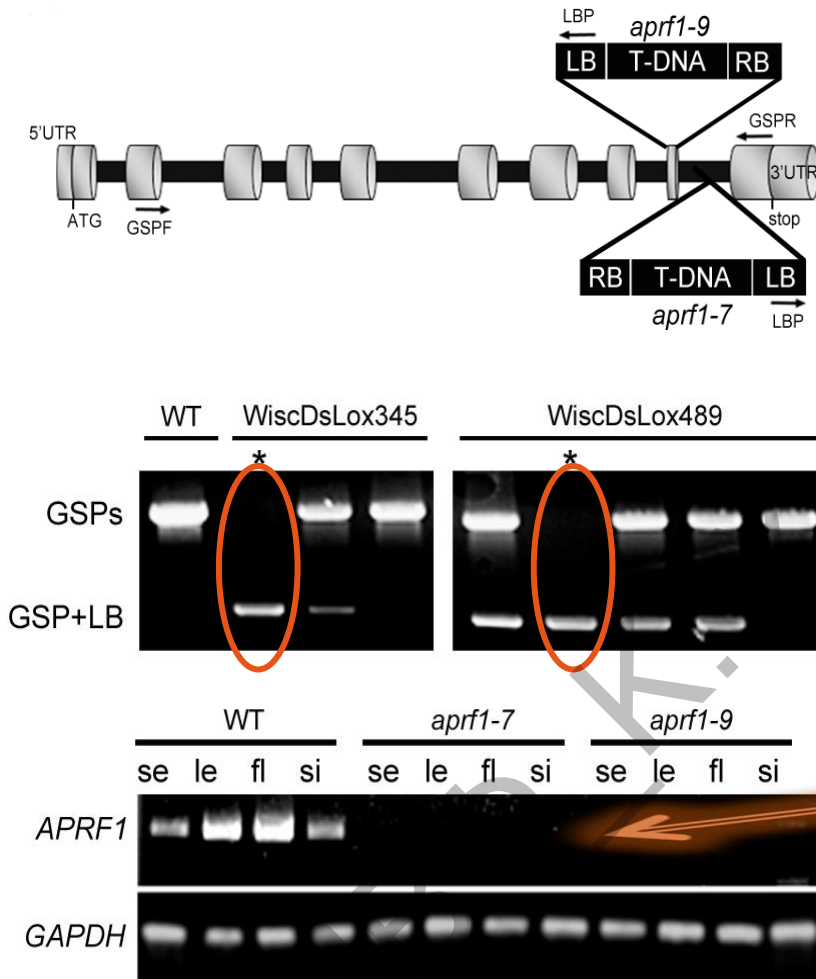 LBP
aprf1-9
LB T-DNA RB
GSPR
5'UTR
3'UTR
ATG
GSPF
stop
RB T-DNA LB
aprf1-7
LBP
WT WiscDsLox345 WiscDsLox489
* *
GSPs
GSP+LB
WT aprf1-7 aprf1-9
se le fl si se le fl si se le fl si
APRF1
GAPDH